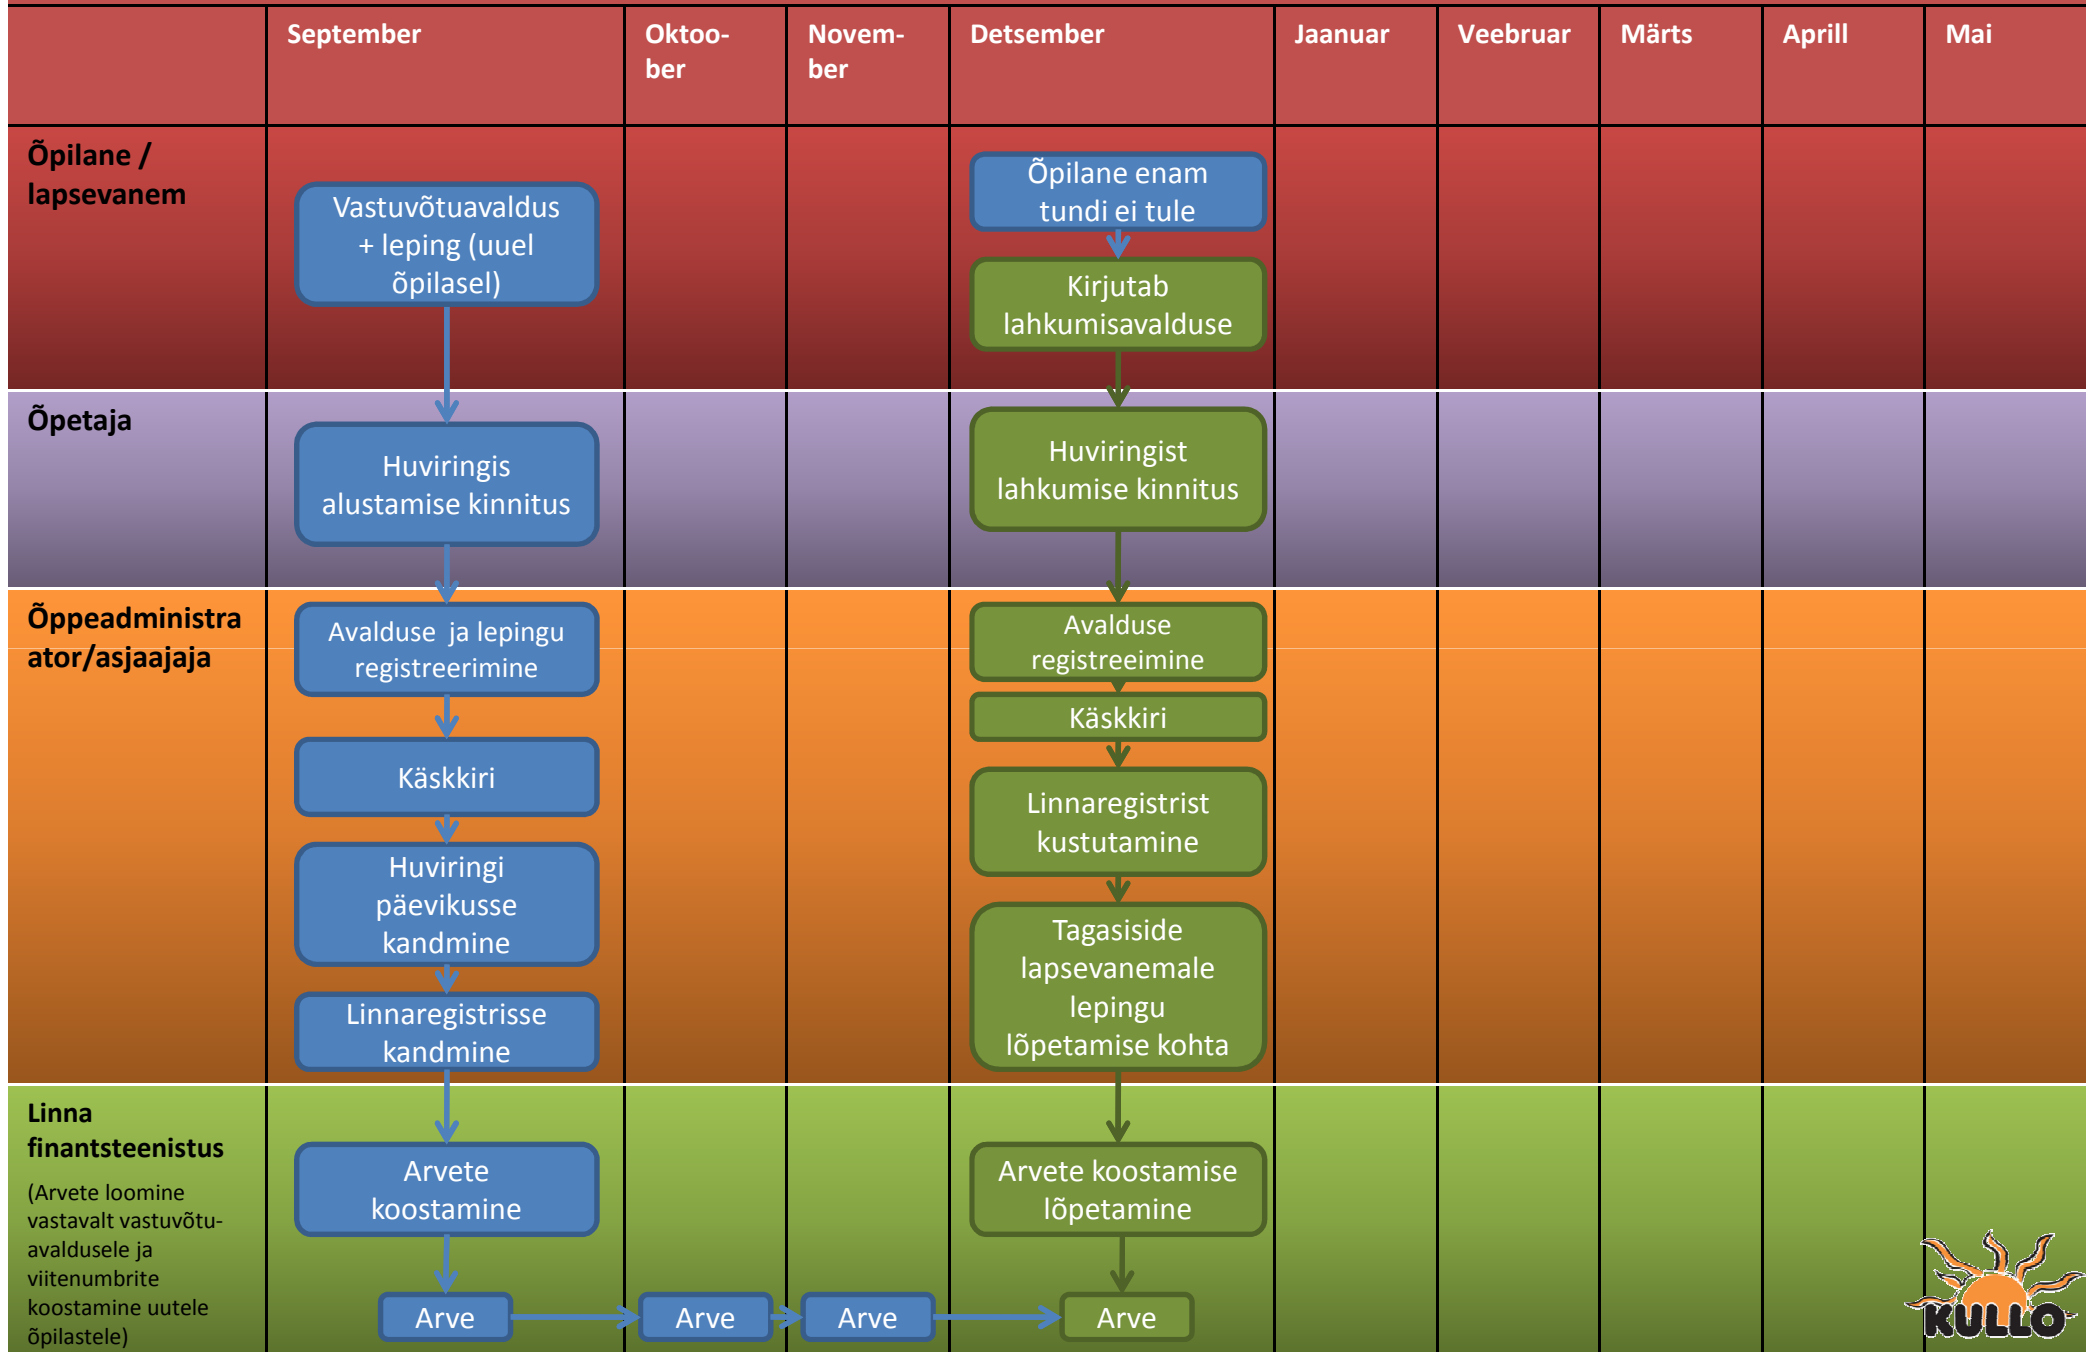 September
Oktoo-
ber
Novem-
ber
Detsember
Jaanuar
Veebruar
Märts
Aprill
Mai
Õpilane /
lapsevanem
Vastuvõtuavaldus
+ leping (uuel
õpilasel)
Õpilane enam
tundi ei tule
Kirjutab
lahkumisavalduse
Õpetaja
Huviringis
alustamise kinnitus
Huviringist
lahkumise kinnitus
Õppeadministra
ator/asjaajaja
Avalduse ja lepingu
registreerimine
Käskkiri
Huviringi
päevikusse
kandmine
Linnaregistrisse
kandmine
Avalduse
registreeimine
Käskkiri
Linnaregistrist
kustutamine
Tagasiside
lapsevanemale
lepingu
lõpetamise kohta
Linna
finantsteenistus
(Arvete loomine
vastavalt vastuvõtu-
avaldusele ja
viitenumbrite
koostamine uutele
õpilastele)
Arvete
koostamine
Arvete koostamise
lõpetamine
Arve
Arve
Arve
Arve
KULLO